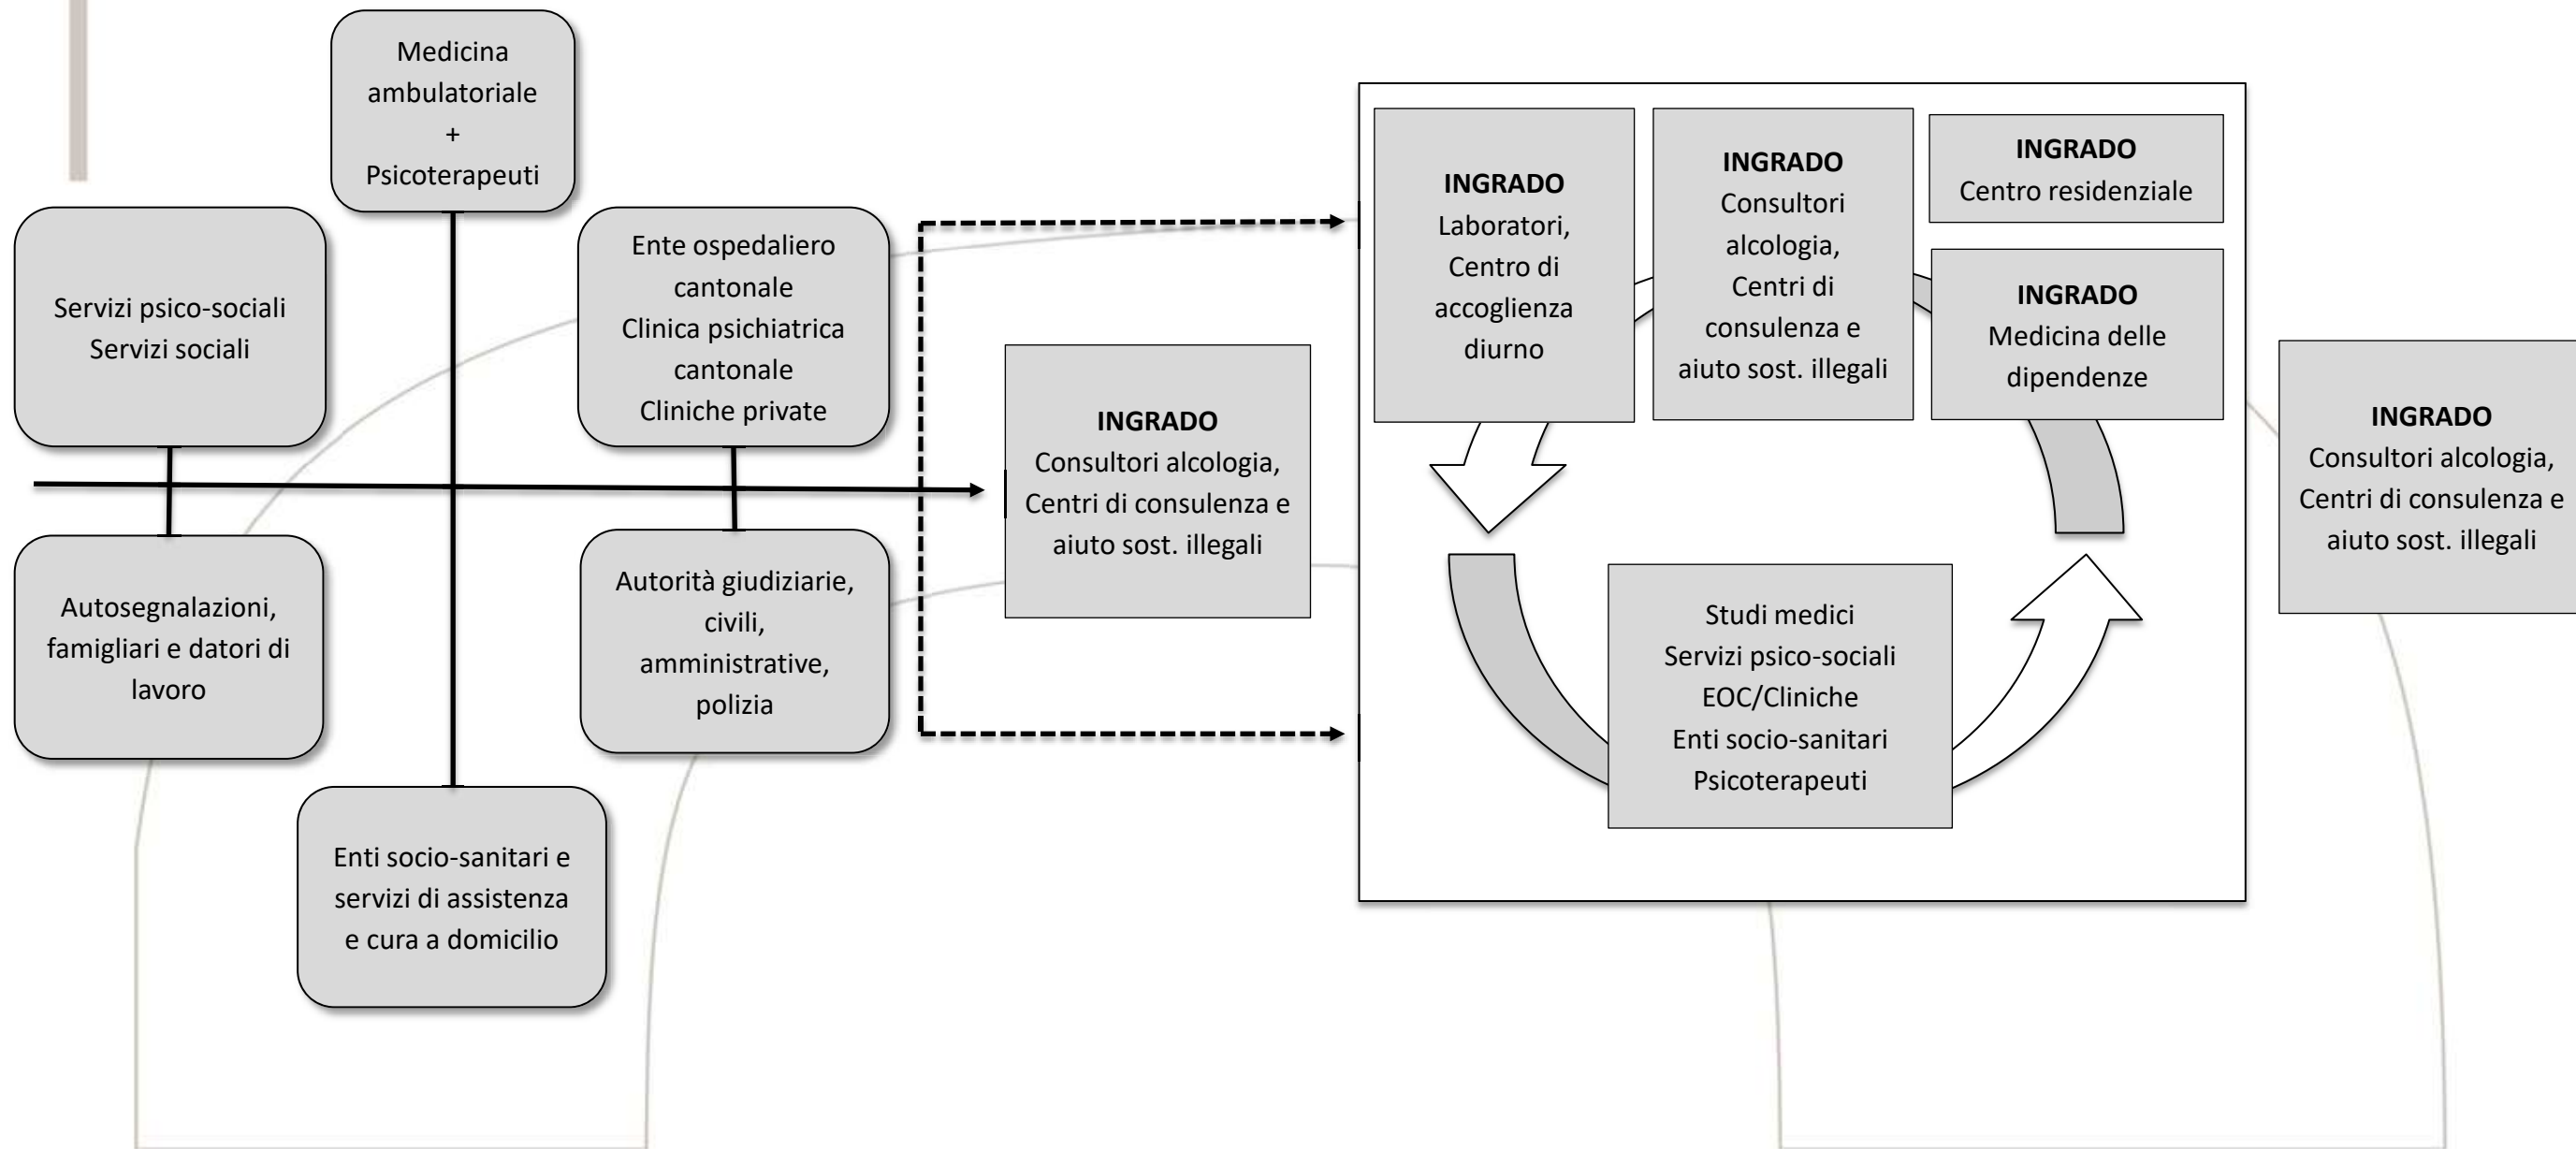 Medicina
ambulatoriale
+
Psicoterapeuti
Servizi psico-sociali
Servizi sociali
Ente ospedaliero
cantonale
Clinica psichiatrica
cantonale
Cliniche private
Autosegnalazioni,
famigliari e datori di
lavoro
Autorità giudiziarie,
civili,
amministrative,
polizia
Enti socio-sanitari e
servizi di assistenza
e cura a domicilio
INGRADO
Consultori alcologia,
Centri di consulenza e
aiuto sost. illegali
INGRADO
Laboratori,
Centro di
accoglienza
diurno
INGRADO
Consultori
alcologia,
Centri di
consulenza e
aiuto sost. illegali
INGRADO
Centro residenziale
INGRADO
Medicina delle
dipendenze
Studi medici
Servizi psico-sociali
EOC/Cliniche
Enti socio-sanitari
Psicoterapeuti
INGRADO
Consultori alcologia,
Centri di consulenza e
aiuto sost. illegali